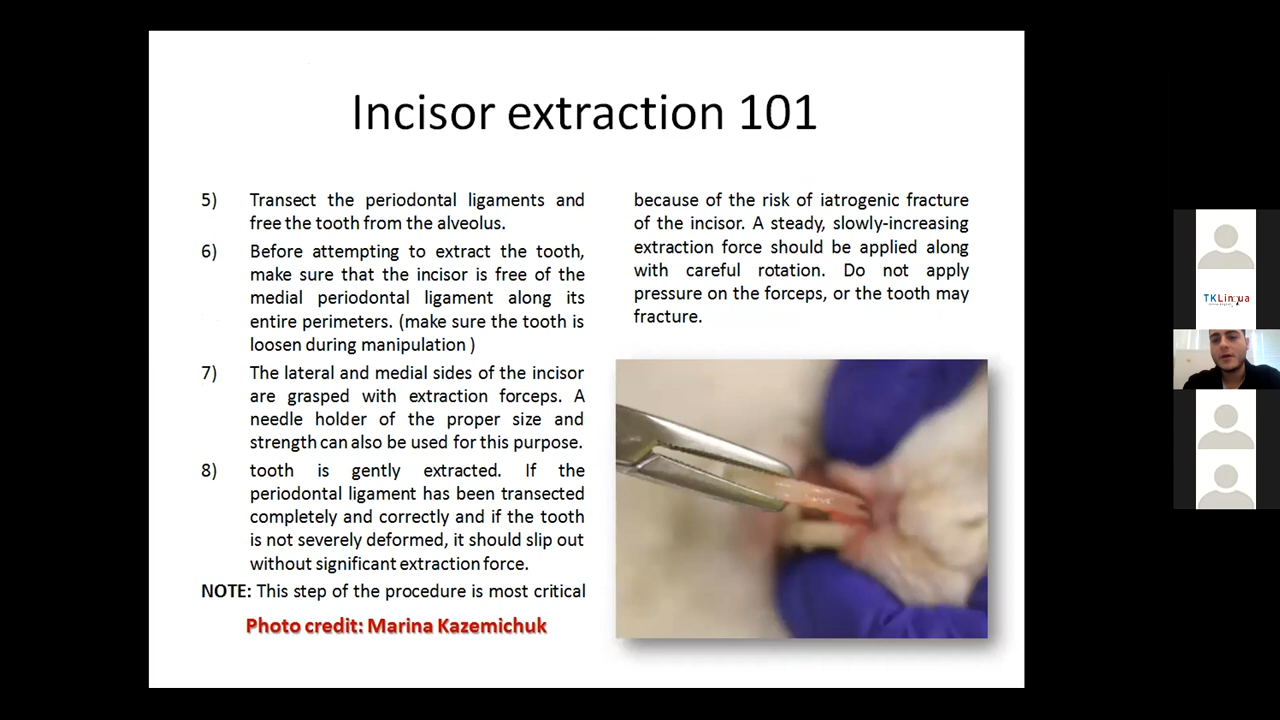 Incisor extraction 101
5) Transect the periodontal ligaments and
free the tooth from the alveolus.
6) Before attempting to extract the tooth,
make sure that the incisor is free of the
medial periodontal ligament along its
entire perimeters. (make sure the tooth is
loosen during manipulation )
7) The lateral and medial sides of the incisor
are grasped with extraction forceps. A
needle holder of the proper size and
strength can also be used for this purpose.
8) tooth is gently extracted. If the
periodontal ligament has been transected
completely and correctly and if the tooth
is not severely deformed, it should slip out
without significant extraction force.
NOTE: This step of the procedure is most critical
because of the risk of iatrogenic fracture
of the incisor. A steady, slowly-increasing
extraction force should be applied along
with careful rotation. Do not apply
pressure on the forceps, or the tooth may
fracture.
Photo credit: Marina Kazemichuk
TKLingua